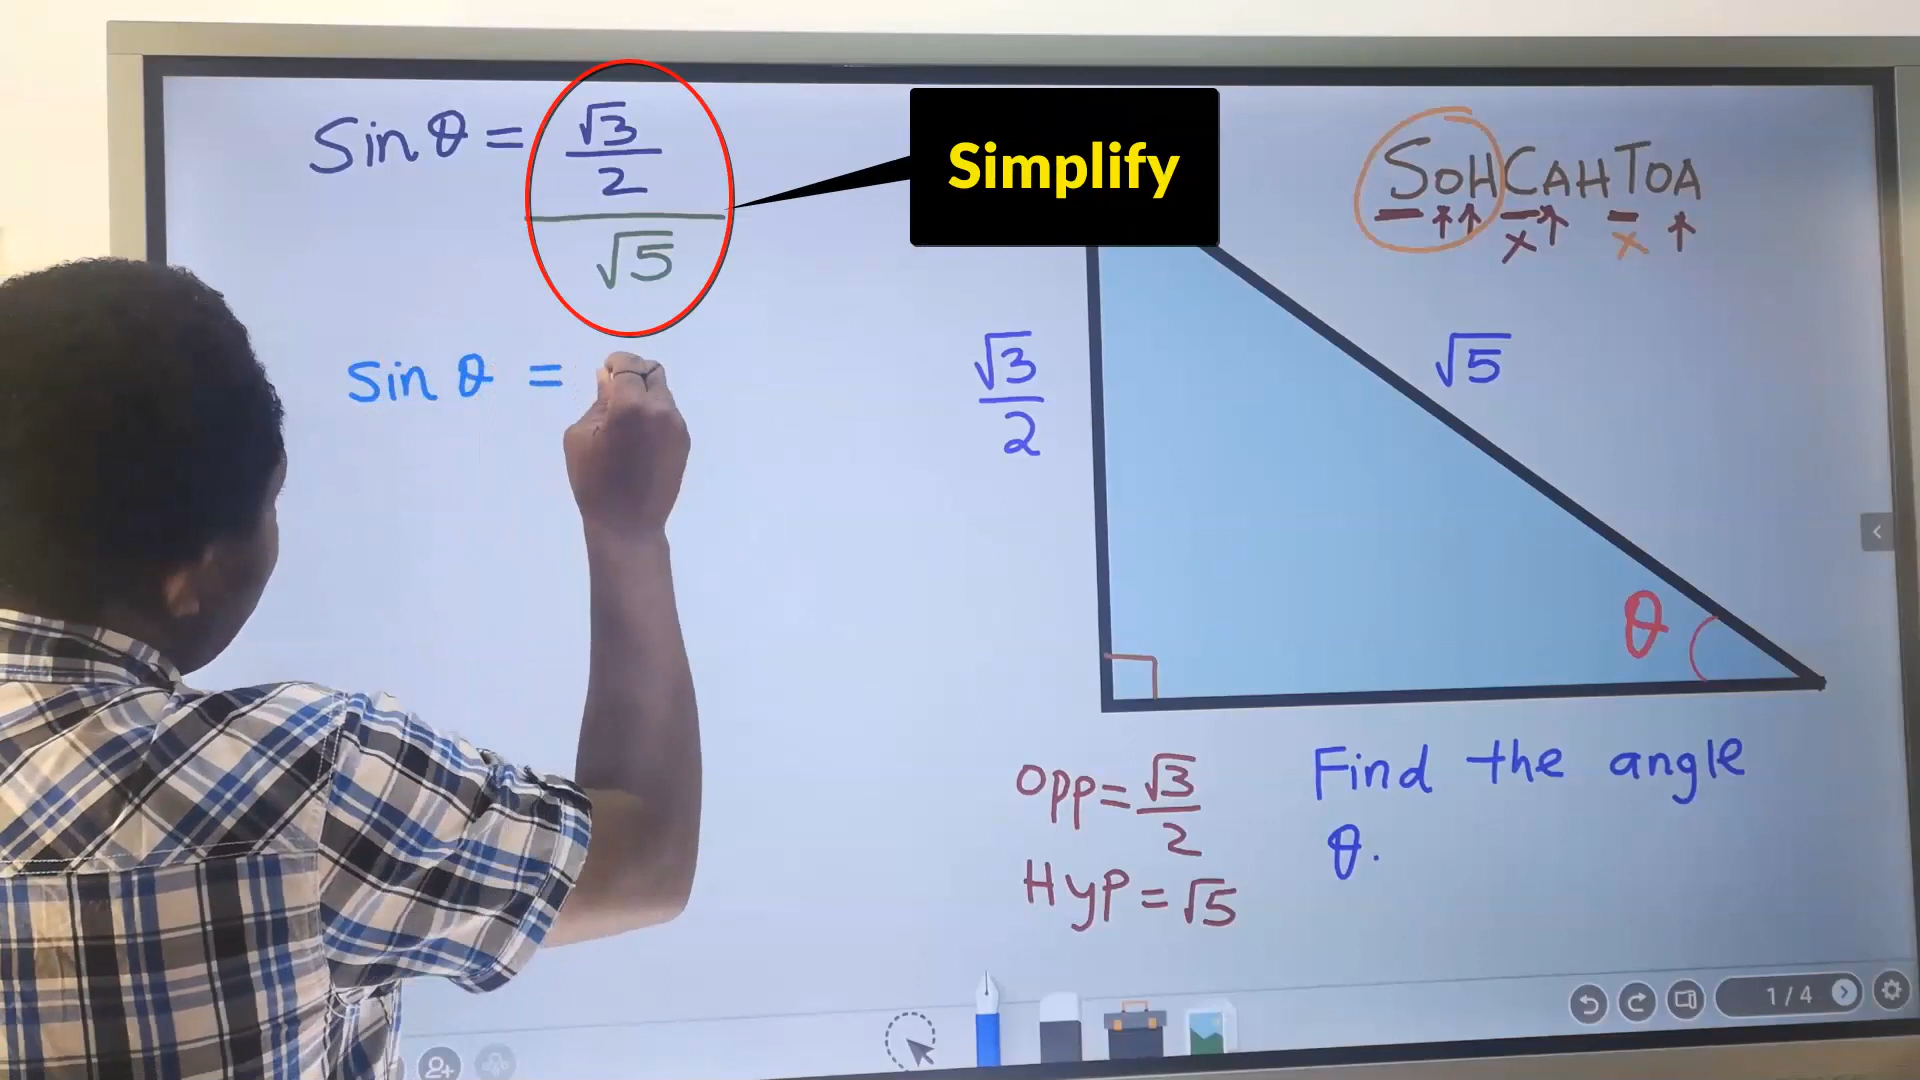 Sin θ = √3/2 / √5
Simplify
SOHCAHTOA
x x
sin θ =
√3/2
√5
θ
Opp = √3/2
Hyp = √5
Find the angle
θ.
1/4